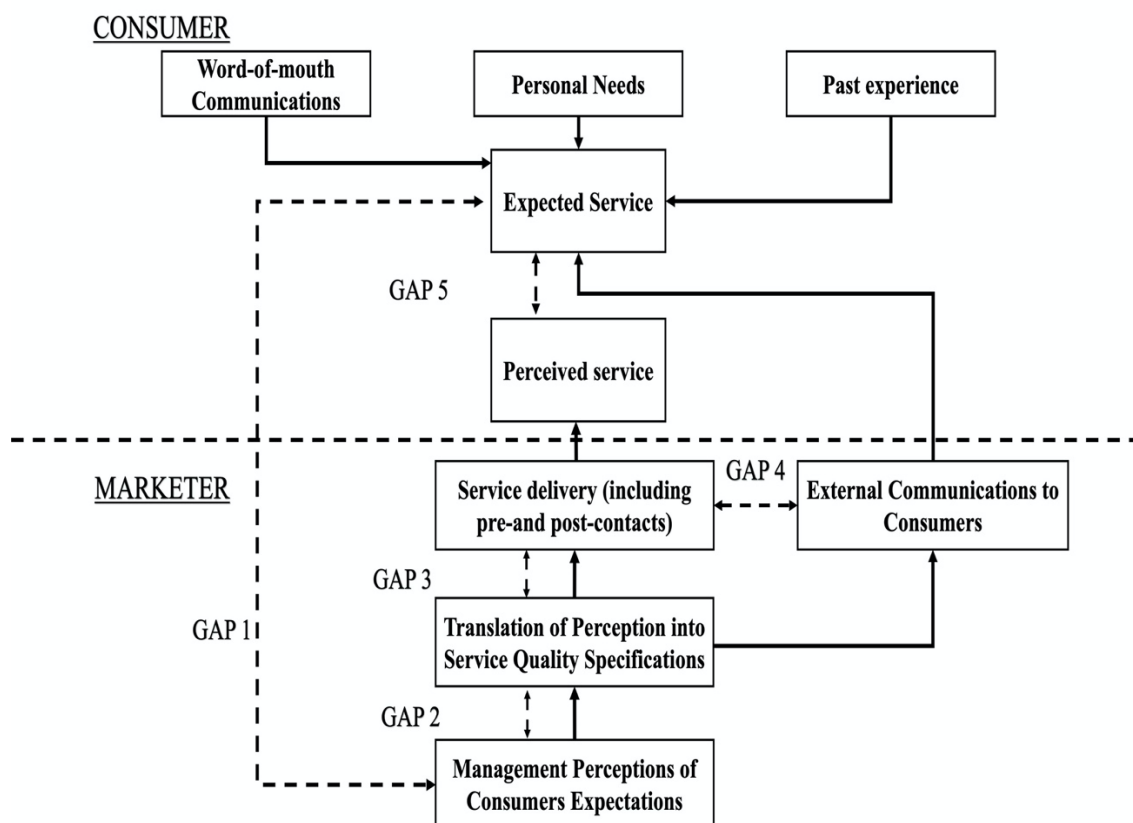 CONSUMER
Word-of-mouth
Communications
Personal Needs
Past experience
Expected Service
GAP 5
Perceived service
MARKETER
Service delivery (including
pre-and post-contacts)
GAP 4
External Communications to
Consumers
GAP 3
GAP 1
Translation of Perception into
Service Quality Specifications
GAP 2
Management Perceptions of
Consumers Expectations